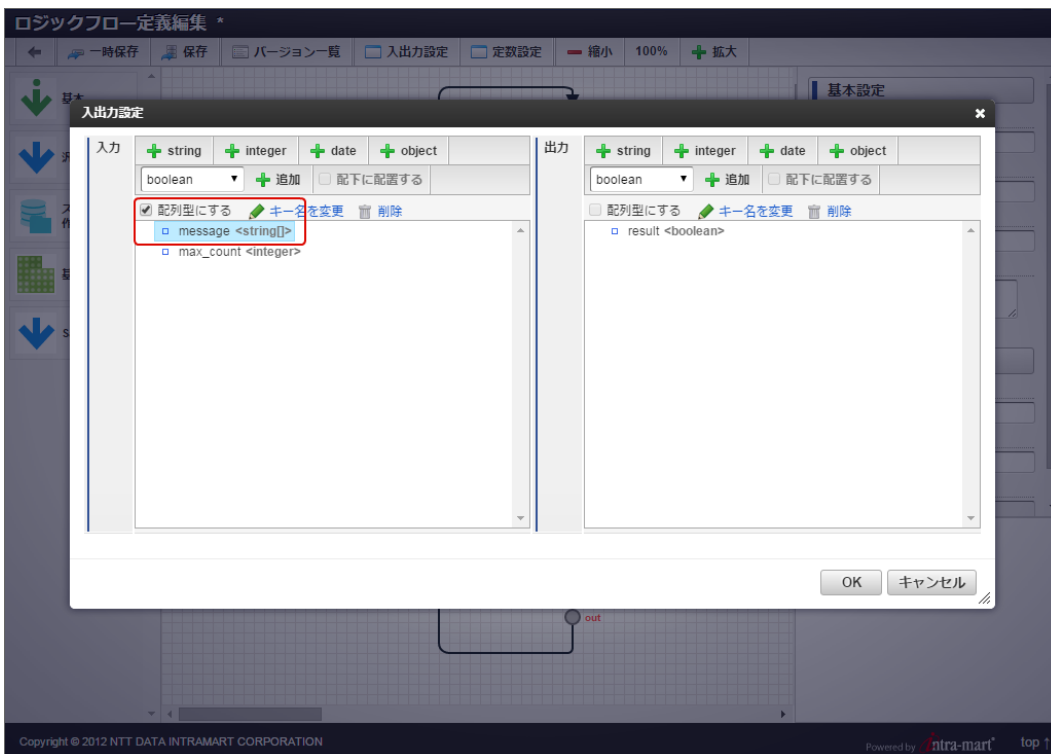 ロジックフロー定義編集 *
一時保存 保存 バージョン一覧 入出力設定 定数設定 縮小 100% 拡大
基本設定
入出力設定
入力 string integer date object
boolean 追加 配下に配置する
配列型にする キー名を変更 削除
message <string[]>
max_count <integer>
出力 string integer date object
boolean 追加 配下に配置する
配列型にする キー名を変更 削除
result <boolean>
OK キャンセル
out
Copyright © 2012 NTT DATA INTRAMART CORPORATION
Powered by intra-mart
top ↑